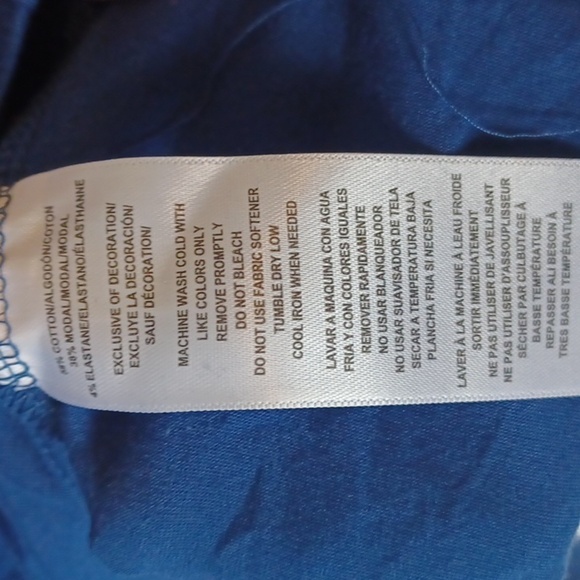 58% COTTON/ALGODÓN/COTON
38% MODAL/MODAL/MODAL
4% ELASTANE/ELASTANO/ÉLASTHANNE
EXCLUSIVE OF DECORATION/
EXCLUYE LA DECORACIÓN/
SAUF DÉCORATION/
MACHINE WASH COLD WITH
LIKE COLORS ONLY
REMOVE PROMPTLY
DO NOT BLEACH
DO NOT USE FABRIC SOFTENER
TUMBLE DRY LOW
COOL IRON WHEN NEEDED
LAVAR A MAQUINA CON AGUA
FRIA Y CON COLORES IGUALES
REMOVER RAPIDAMENTE
NO USAR BLANQUEADOR
NO USAR SUAVISADOR DE TELA
SECAR A TEMPERATURA BAJA
PLANCHA FRIA SI NECESITA
LAVER À LA MACHINE À L'EAU FROIDE
SORTIR IMMÉDIATEMENT
NE PAS UTILISER DE JAVELLISANT
NE PAS UTILISER D'ASSOUPLISSEUR
SÉCHER PAR CULBUTAGE À
BASSE TEMPÉRATURE
REPASSER ALI BESOIN À
BASSE TEMPÉRATURE